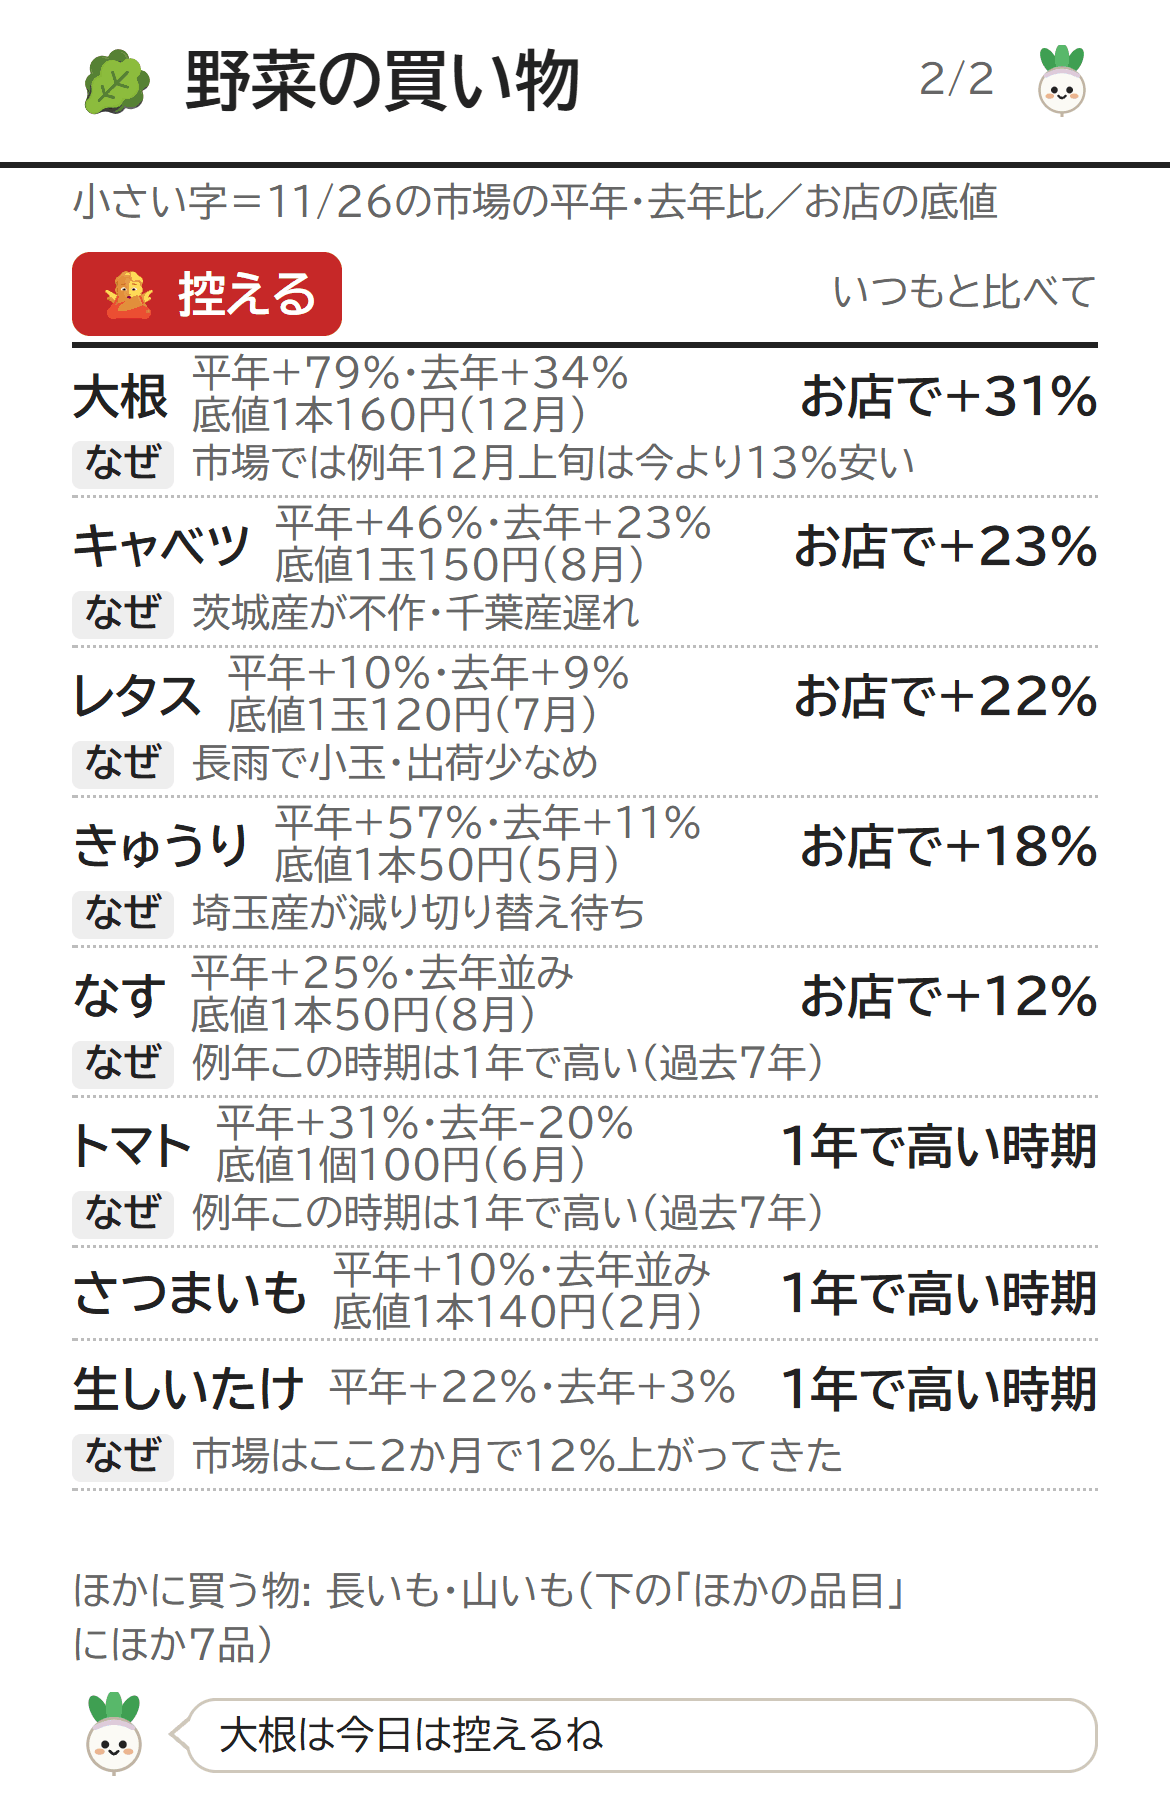 野菜の買い物
2/2
小さい字=11/26の市場の平年・去年比／お店の底値
控える
いつもと比べて
大根 平年+79%・去年+34% お店で+31%
底値1本160円(12月)
なぜ 市場では例年12月上旬は今より13%安い
キャベツ 平年+46%・去年+23% お店で+23%
底値1玉150円(8月)
なぜ 茨城産が不作・千葉産遅れ
レタス 平年+10%・去年+9% お店で+22%
底値1玉120円(7月)
なぜ 長雨で小玉・出荷少なめ
きゅうり 平年+57%・去年+11% お店で+18%
底値1本50円(5月)
なぜ 埼玉産が減り切り替え待ち
なす 平年+25%・去年並み お店で+12%
底値1本50円(8月)
なぜ 例年この時期は1年で高い(過去7年)
トマト 平年+31%・去年-20% 1年で高い時期
底値1個100円(6月)
なぜ 例年この時期は1年で高い(過去7年)
さつまいも 平年+10%・去年並み 1年で高い時期
底値1本140円(2月)
生しいたけ 平年+22%・去年+3% 1年で高い時期
なぜ 市場はここ2か月で12%上がってきた
ほかに買う物: 長いも・山いも(下の「ほかの品目」
にほか7品)
大根は今日は控えるね